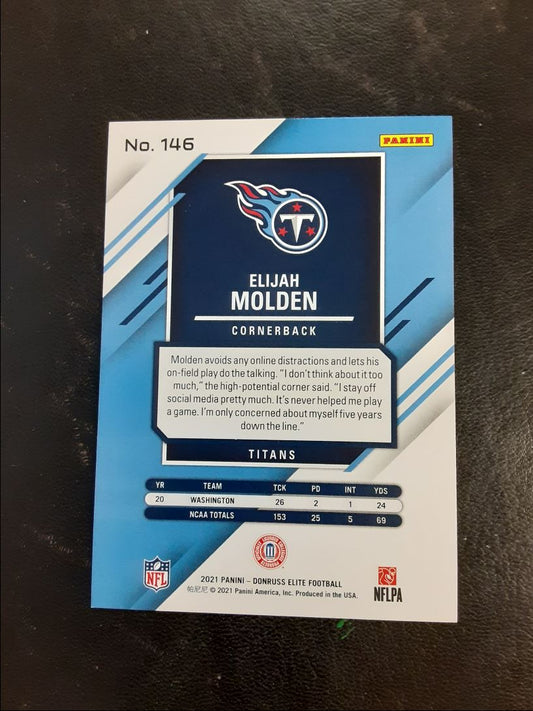 No. 146
PANINI
T
ELIJAH
MOLDEN
CORNERBACK
Molden avoids any online distractions and lets his
on-field play do the talking. "I don't think about it too
much," the high-potential corner said. "I stay off
social media pretty much. It's never helped me play
a game. I'm only concerned about myself five years
down the line."
TITANS
YR TEAM TCK PD INT YDS
20 WASHINGTON 26 2 1 24
NCAA TOTALS 153 25 5 69
NFL
2021 PANINI – DONRUSS ELITE FOOTBALL
帕尼尼 © 2021 Panini America, Inc. Produced in the USA.
NFLPA